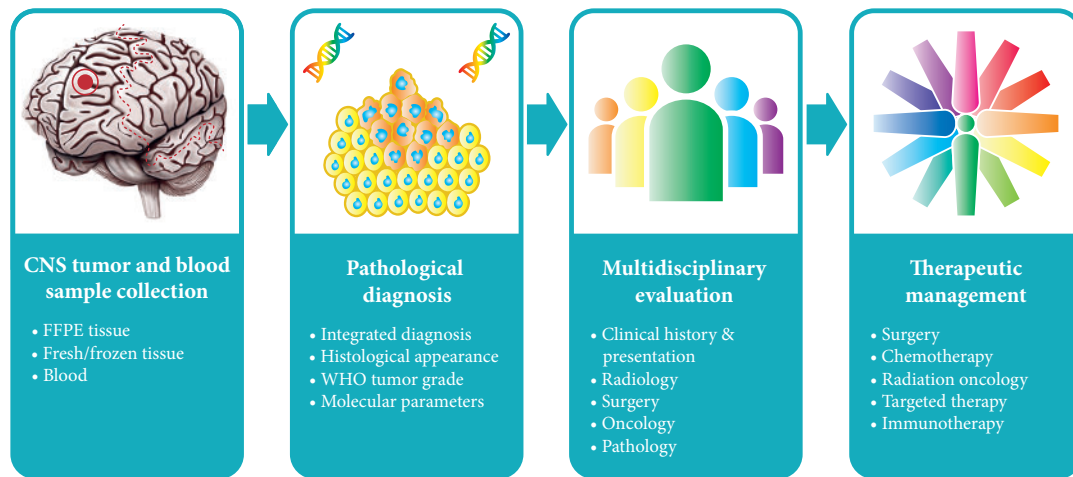 CNS tumor and blood
sample collection
• FFPE tissue
• Fresh/frozen tissue
• Blood
Pathological
diagnosis
• Integrated diagnosis
• Histological appearance
• WHO tumor grade
• Molecular parameters
Multidisciplinary
evaluation
• Clinical history &
presentation
• Radiology
• Surgery
• Oncology
• Pathology
Therapeutic
management
• Surgery
• Chemotherapy
• Radiation oncology
• Targeted therapy
• Immunotherapy